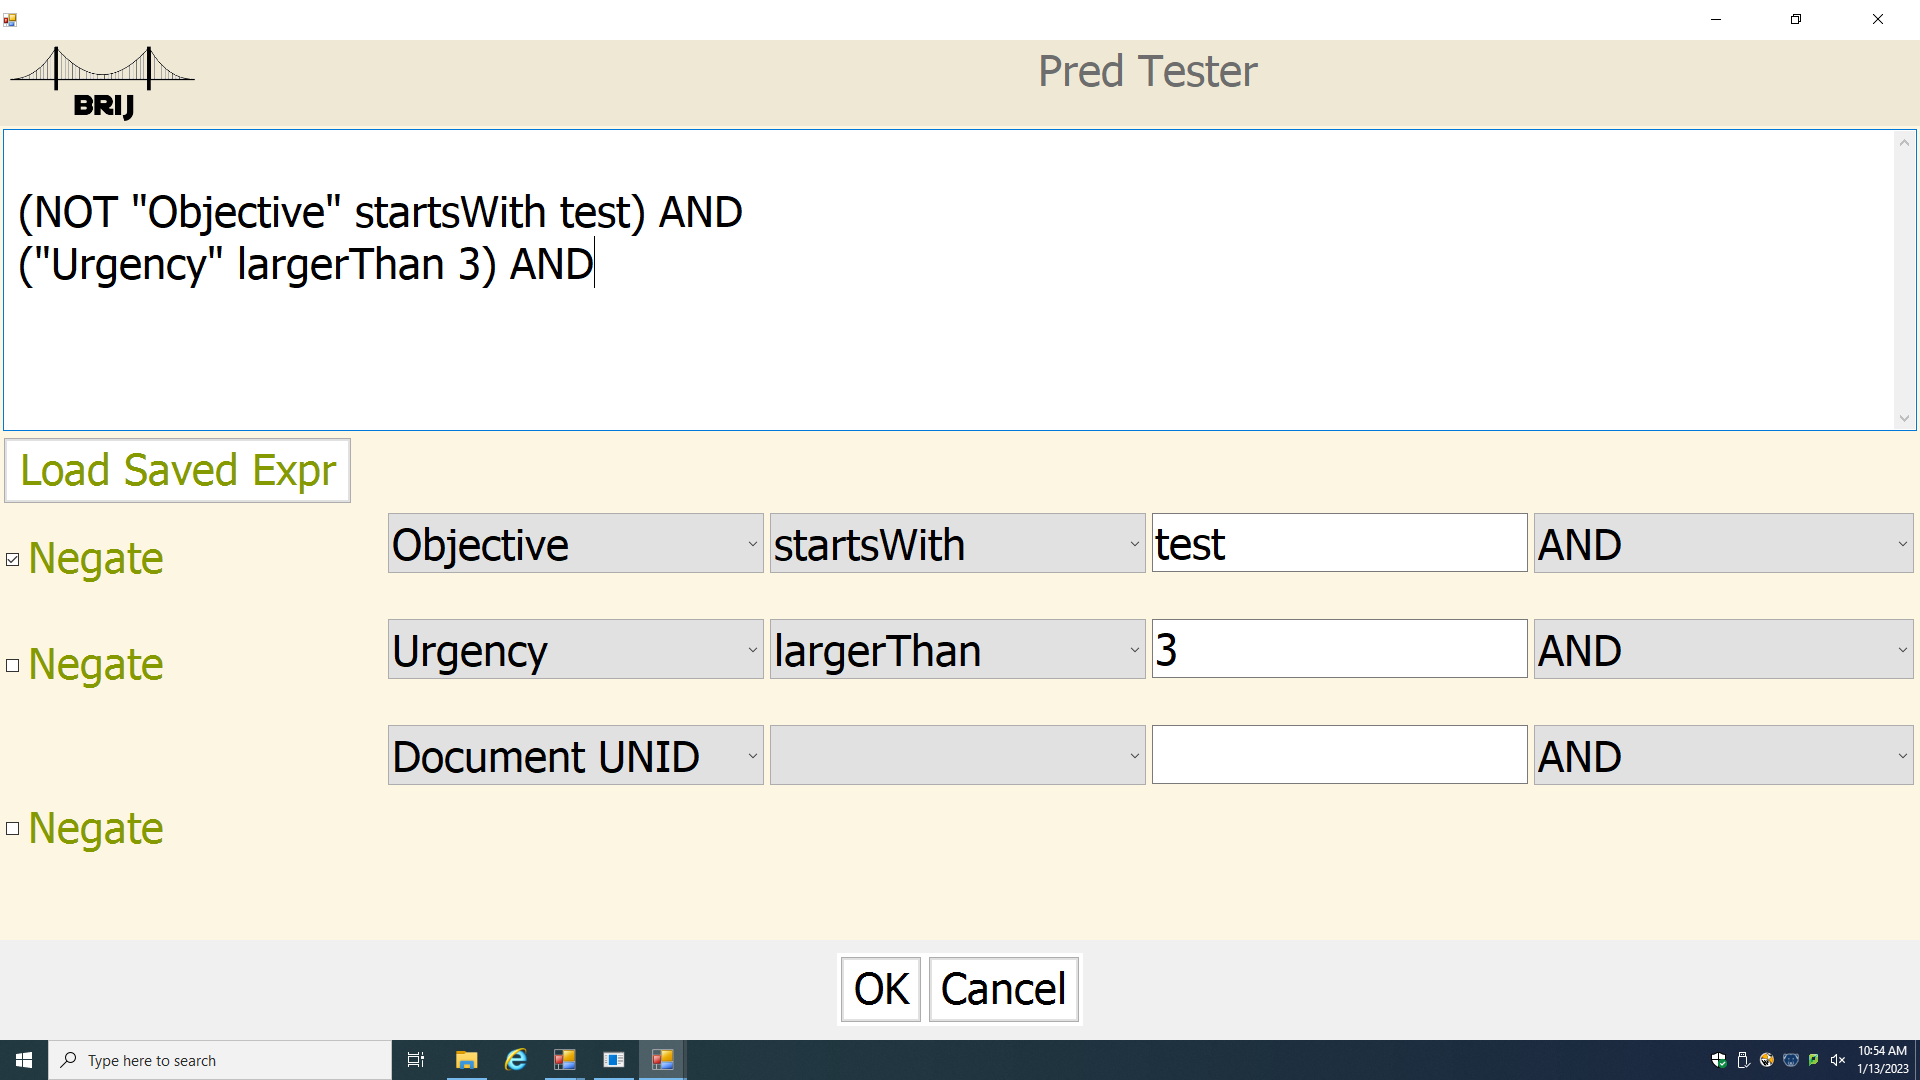 Pred Tester
BRIJ
(NOT "Objective" startsWith test) AND
("Urgency" largerThan 3) AND
Load Saved Expr
Negate Objective startsWith test AND
Negate Urgency largerThan 3 AND
Document UNID AND
Negate
OK Cancel
Type here to search
10:54 AM
1/13/2023